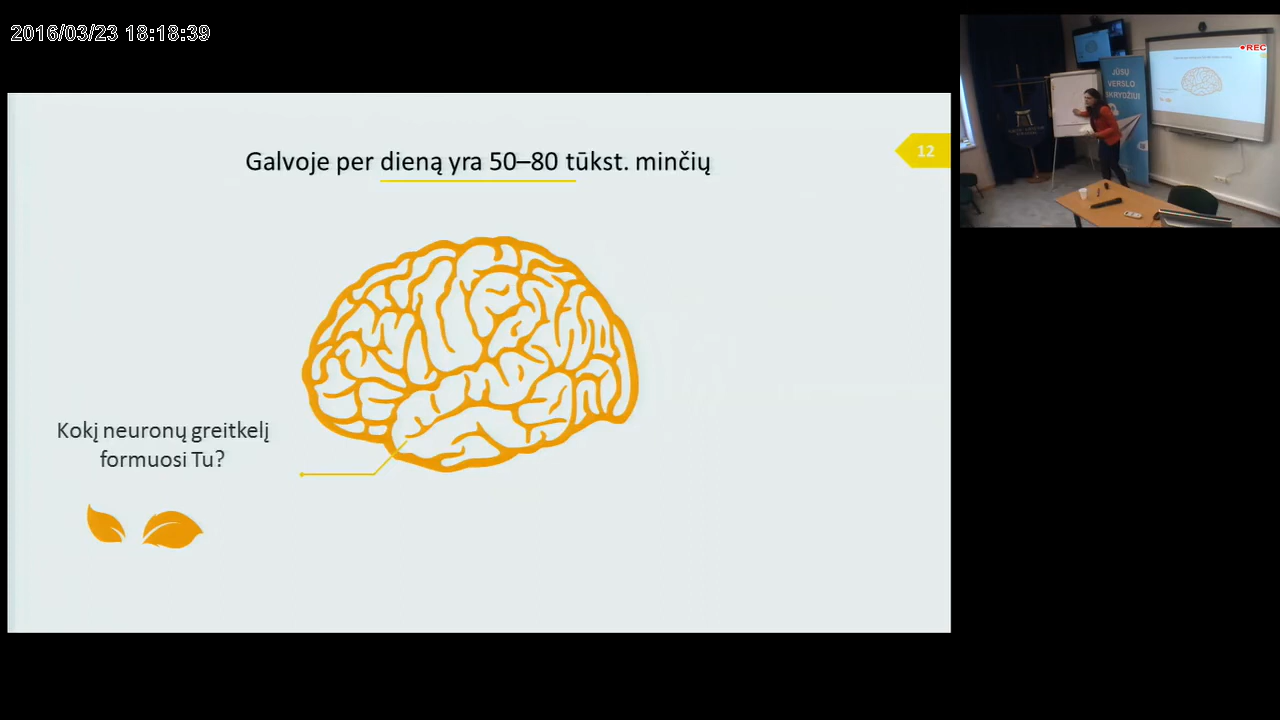 2016/03/23 18:18:39
REC
JŪSŲ
VERSLO
SKRYDŽIUI
12
Galvoje per dieną yra 50–80 tūkst. minčių
Kokį neuronų greitkelį
formuosi Tu?